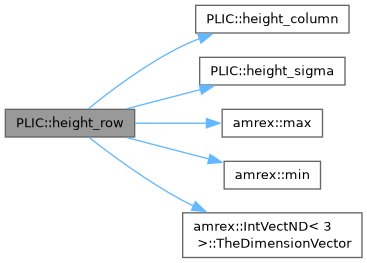 PLIC::height_column
PLIC::height_sigma
PLIC::height_row
amrex::max
amrex::min
amrex::IntVectND< 3
>::TheDimensionVector